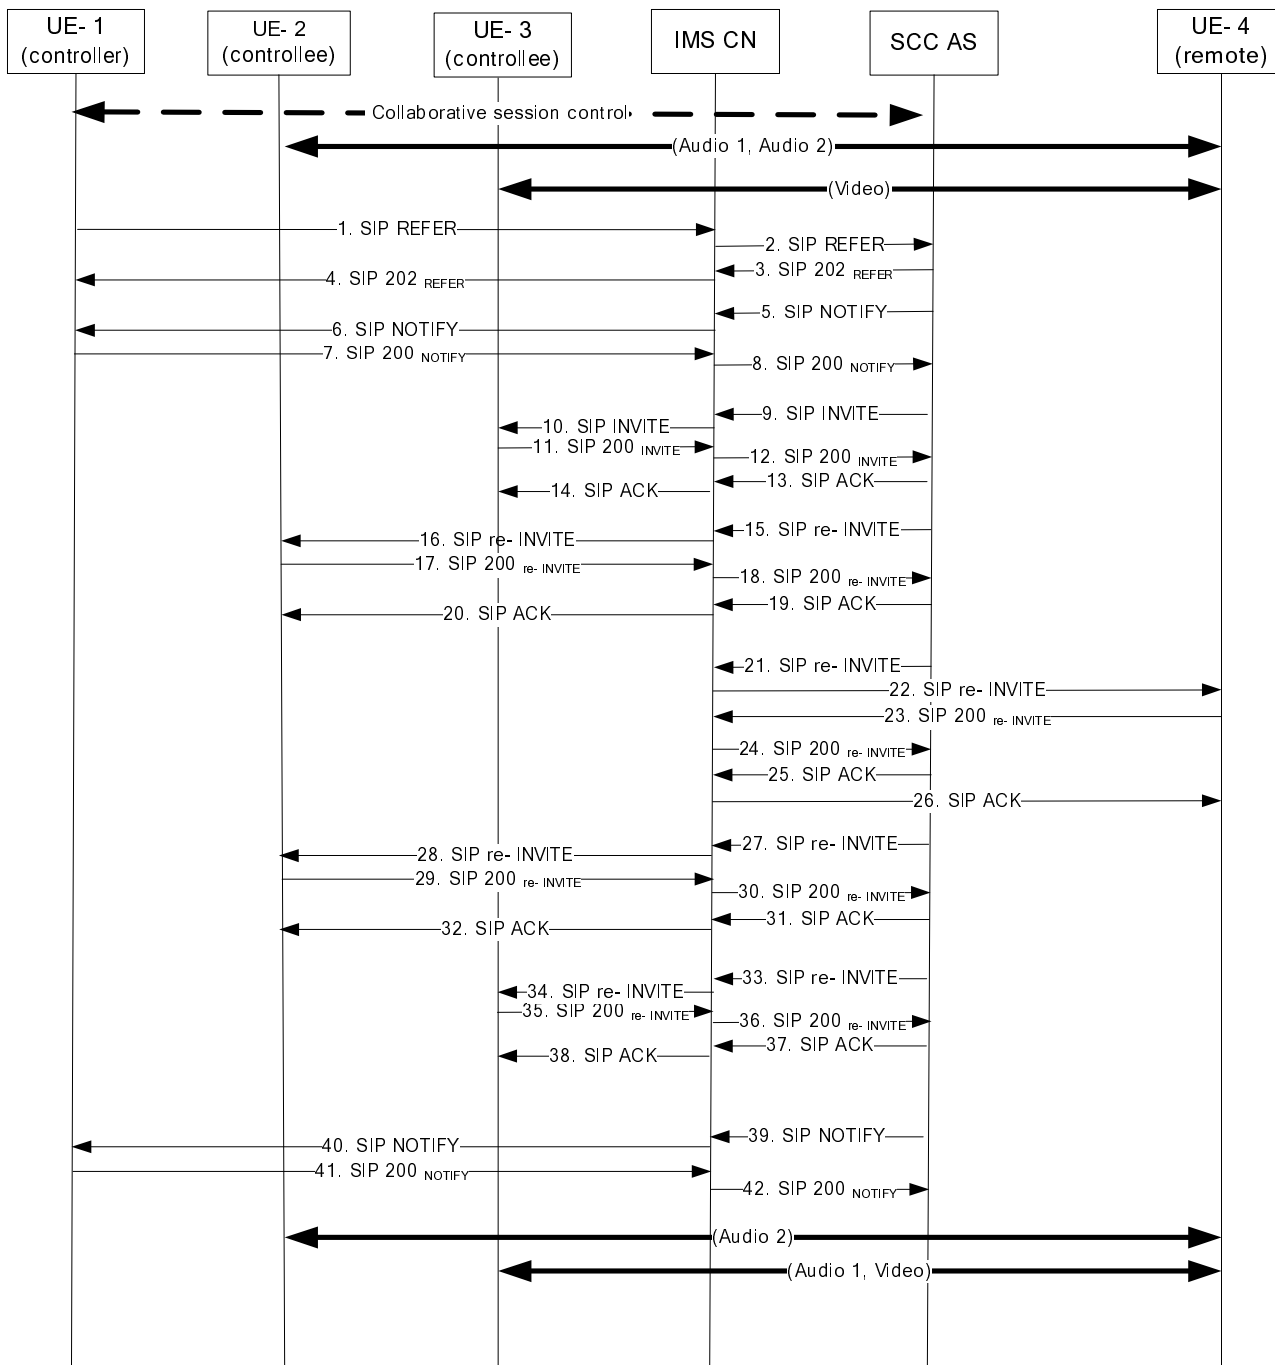 UE- 1
(controller)
UE- 2
(controllee)
UE- 3
(controllee)
IMS CN
SCC AS
UE- 4
(remote)
Collaborative session control
(Audio 1, Audio 2)
(Video)
1. SIP REFER
2. SIP REFER
3. SIP 202 REFER
4. SIP 202 REFER
5. SIP NOTIFY
6. SIP NOTIFY
7. SIP 200 NOTIFY
8. SIP 200 NOTIFY
9. SIP INVITE
10. SIP INVITE
11. SIP 200 INVITE
12. SIP 200 INVITE
13. SIP ACK
14. SIP ACK
15. SIP re- INVITE
16. SIP re- INVITE
17. SIP 200 re- INVITE
18. SIP 200 re- INVITE
19. SIP ACK
20. SIP ACK
21. SIP re- INVITE
22. SIP re- INVITE
23. SIP 200 re- INVITE
24. SIP 200 re- INVITE
25. SIP ACK
26. SIP ACK
27. SIP re- INVITE
28. SIP re- INVITE
29. SIP 200 re- INVITE
30. SIP 200 re- INVITE
31. SIP ACK
32. SIP ACK
33. SIP re- INVITE
34. SIP re- INVITE
35. SIP 200 re- INVITE
36. SIP 200 re- INVITE
37. SIP ACK
38. SIP ACK
39. SIP NOTIFY
40. SIP NOTIFY
41. SIP 200 NOTIFY
42. SIP 200 NOTIFY
(Audio 2)
(Audio 1, Video)